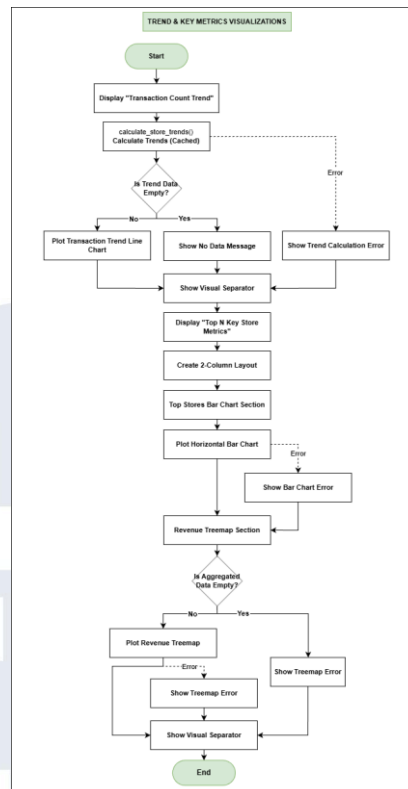 TREND & KEY METRICS VISUALIZATIONS
Start
Display "Transaction Count Trend"
calculate_store_trends()
Calculate Trends (Cached)
Error
Is Trend Data
Empty?
No
Yes
Plot Transaction Trend Line
Chart
Show No Data Message
Show Trend Calculation Error
Show Visual Separator
Display "Top N Key Store
Metrics"
Create 2-Column Layout
Top Stores Bar Chart Section
Plot Horizontal Bar Chart
Error
Show Bar Chart Error
Revenue Treemap Section
Is Aggregated
Data Empty?
No
Yes
Plot Revenue Treemap
Error
Show Treemap Error
Show Treemap Error
Show Visual Separator
End